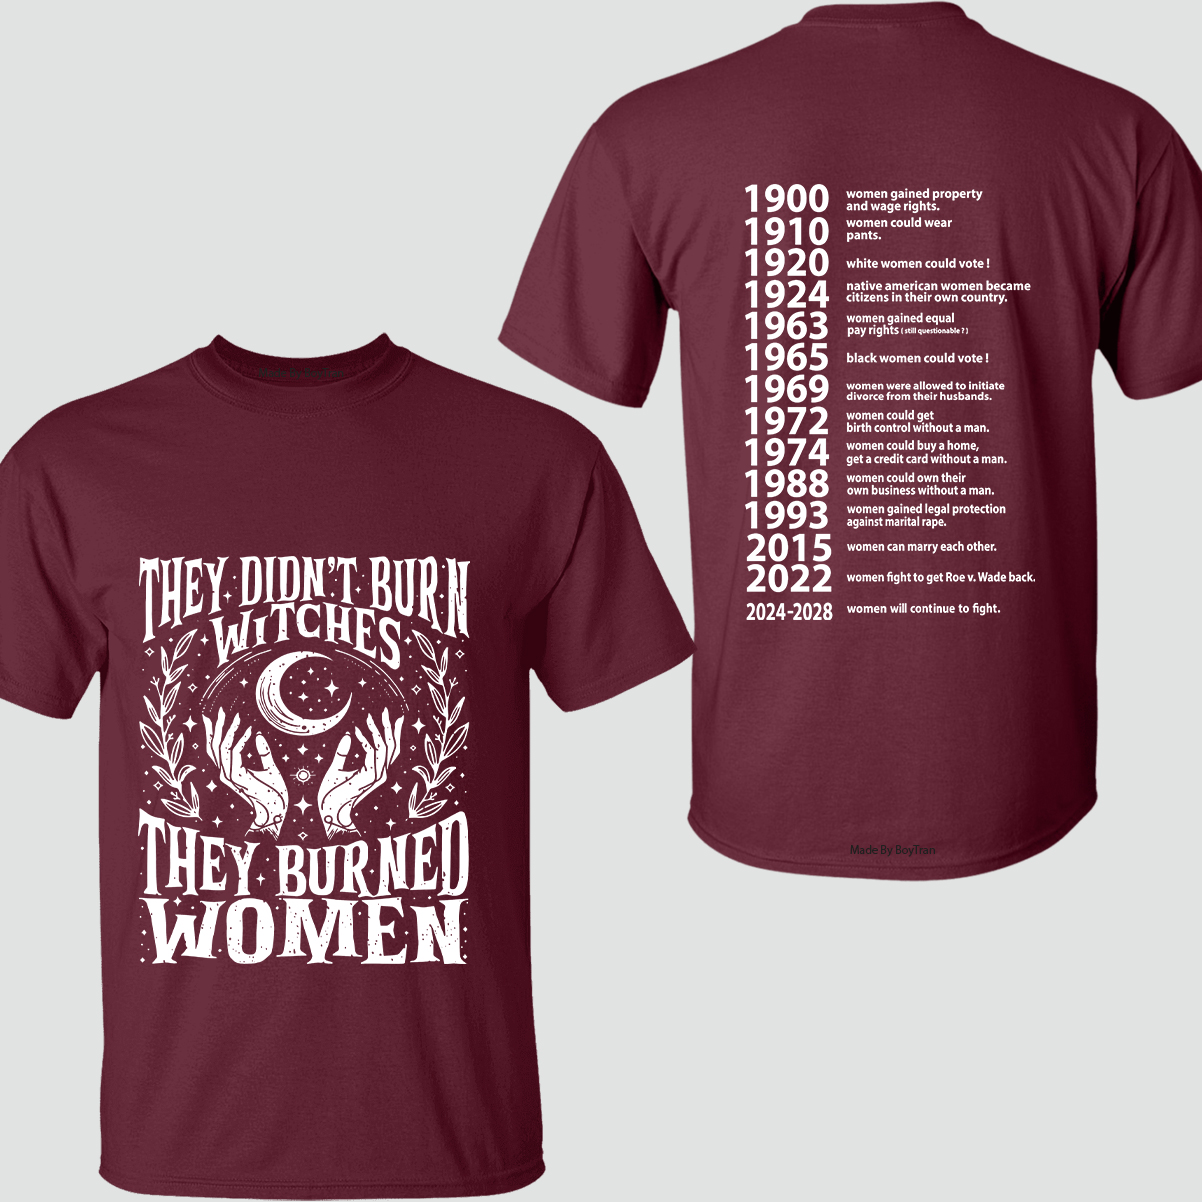 THEY DIDN'T BURN
WITCHES
THEY BURNED
WOMEN
1900 women gained property
and wage rights.
1910 women could wear
pants.
1920 white women could vote !
1924 native american women became
citizens in their own country.
1963 women gained equal
pay rights ( still questionable ? )
1965 black women could vote !
1969 women were allowed to initiate
divorce from their husbands.
1972 women could get
birth control without a man.
1974 women could buy a home,
get a credit card without a man.
1988 women could own their
own business without a man.
1993 women gained legal protection
against marital rape.
2015 women can marry each other.
2022 women fight to get Roe v. Wade back.
2024-2028 women will continue to fight.
Made By BoyTran
Made By BoyTran